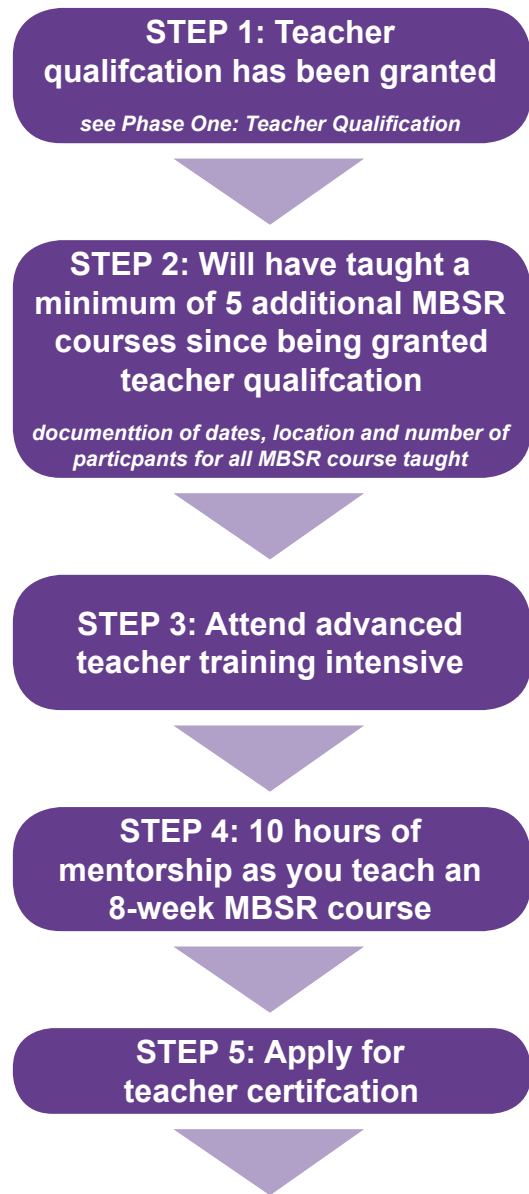 STEP 1: Teacher
qualifcation has been granted
see Phase One: Teacher Qualification
STEP 2: Will have taught a
minimum of 5 additional MBSR
courses since being granted
teacher qualifcation
documenttion of dates, location and number of
particpants for all MBSR course taught
STEP 3: Attend advanced
teacher training intensive
STEP 4: 10 hours of
mentorship as you teach an
8-week MBSR course
STEP 5: Apply for
teacher certifcation